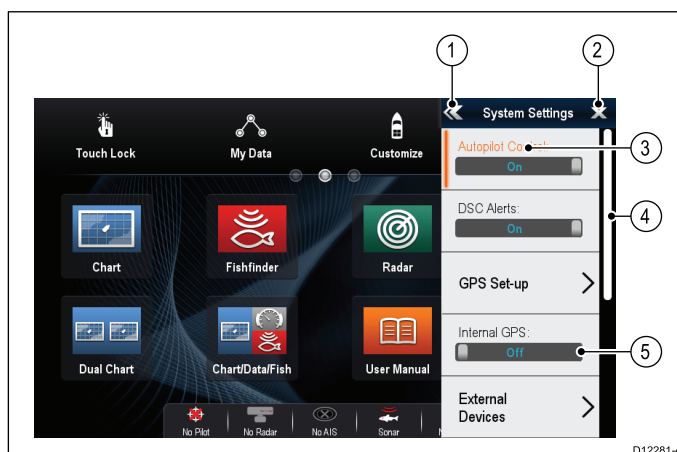 1
2
System Settings
Touch Lock
My Data
Customize
Autopilot Control:
3
On
4
DSC Alerts:
On
GPS Set-up
Chart
Fishfinder
Radar
Internal GPS:
Off
5
Dual Chart
Chart/Data/Fish
User Manual
External
Devices
No Pilot
No Radar
No AIS
Sonar